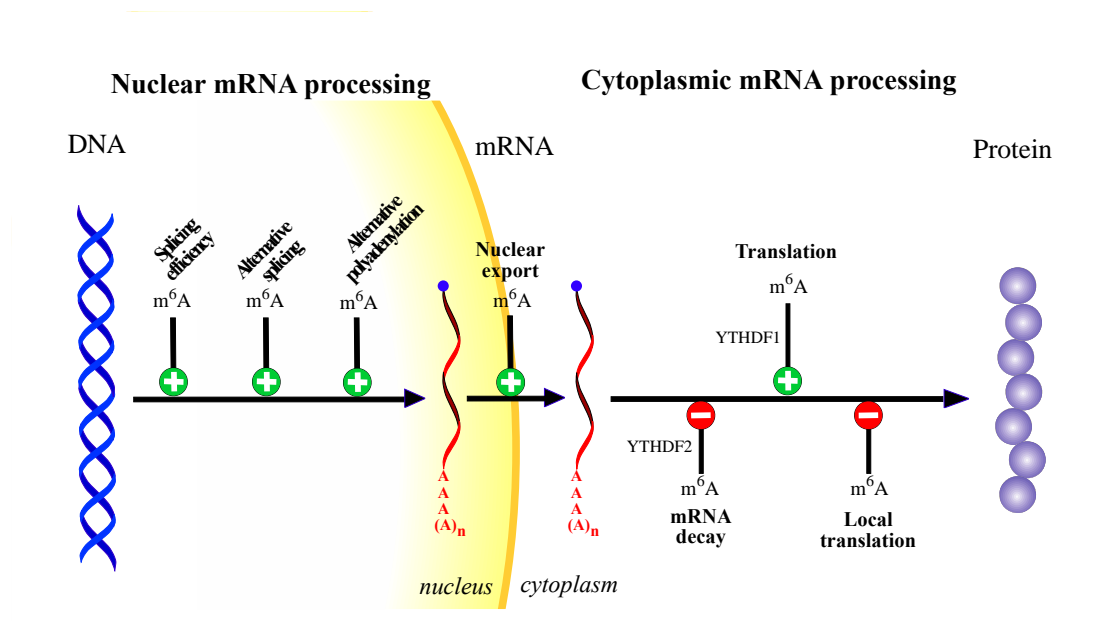 Nuclear mRNA processing
Cytoplasmic mRNA processing
DNA
mRNA
Protein
Splicing
efficiency
m⁶A
Alternative
splicing
m⁶A
Alternative
polyadenylation
m⁶A
Nuclear
export
m⁶A
Translation
m⁶A
YTHDF1
YTHDF2
m⁶A
mRNA
decay
m⁶A
Local
translation
A
A
A
(A)n
A
A
A
(A)n
nucleus
cytoplasm